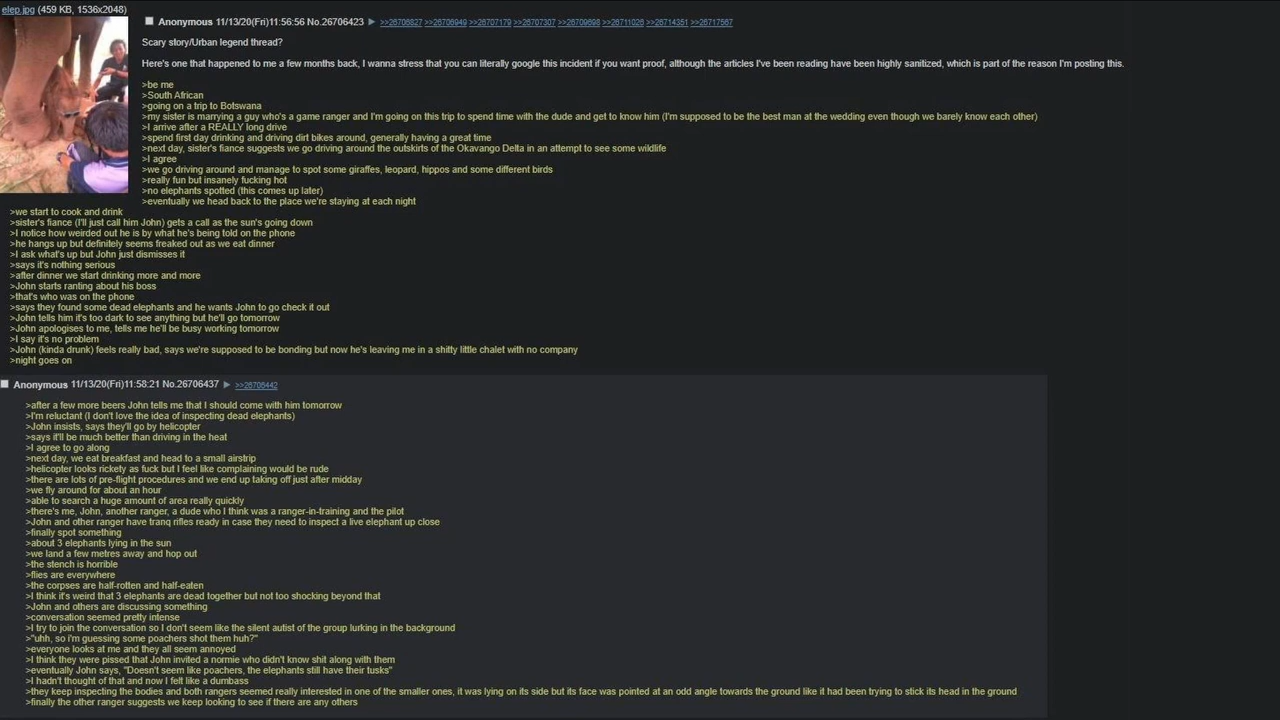 elep.jpg (459 KB, 1536x2048)
Anonymous 11/13/20(Fri)11:56:56 No.26706423 ▶ >>26706827 >>26706949 >>26707179 >>26707307 >>26709698 >>26711026 >>26714351 >>26717567
Scary story/Urban legend thread?
Here's one that happened to me a few months back, I wanna stress that you can literally google this incident if you want proof, although the articles I've been reading have been highly sanitized, which is part of the reason I'm posting this.
>be me
>South African
>going on a trip to Botswana
>my sister is marrying a guy who's a game ranger and I'm going on this trip to spend time with the dude and get to know him (I'm supposed to be the best man at the wedding even though we barely know each other)
>I arrive after a REALLY long drive
>spend first day drinking and driving dirt bikes around, generally having a great time
>next day, sister's fiance suggests we go driving around the outskirts of the Okavango Delta in an attempt to see some wildlife
>I agree
>we go driving around and manage to spot some giraffes, leopard, hippos and some different birds
>really fun but insanely fucking hot
>no elephants spotted (this comes up later)
>eventually we head back to the place we're staying at each night
>we start to cook and drink
>sister's fiance (I'll just call him John) gets a call as the sun's going down
>I notice how weirded out he is by what he's being told on the phone
>he hangs up but definitely seems freaked out as we eat dinner
>I ask what's up but John just dismisses it
>says it's nothing serious
>after dinner we start drinking more and more
>John starts ranting about his boss
>that's who was on the phone
>says they found some dead elephants and he wants John to go check it out
>John tells him it's too dark to see anything but he'll go tomorrow
>John apologises to me, tells me he'll be busy working tomorrow
>I say it's no problem
>John (kinda drunk) feels really bad, says we're supposed to be bonding but now he's leaving me in a shitty little chalet with no company
>night goes on
Anonymous 11/13/20(Fri)11:58:21 No.26706437 ▶ >>26706442
>after a few more beers John tells me that I should come with him tomorrow
>I'm reluctant (I don't love the idea of inspecting dead elephants)
>John insists, says they'll go by helicopter
>says it'll be much better than driving in the heat
>I agree to go along
>next day, we eat breakfast and head to a small airstrip
>helicopter looks rickety as fuck but I feel like complaining would be rude
>there are lots of pre-flight procedures and we end up taking off just after midday
>we fly around for about an hour
>able to search a huge amount of area really quickly
>there's me, John, another ranger, a dude who I think was a ranger-in-training and the pilot
>John and other ranger have tranq rifles ready in case they need to inspect a live elephant up close
>finally spot something
>about 3 elephants lying in the sun
>we land a few metres away and hop out
>the stench is horrible
>flies are everywhere
>the corpses are half-rotten and half-eaten
>I think it's weird that 3 elephants are dead together but not too shocking beyond that
>John and others are discussing something
>conversation seemed pretty intense
>I try to join the conversation so I don't seem like the silent autist of the group lurking in the background
>"uhh, so i'm guessing some poachers shot them huh?"
>everyone looks at me and they all seem annoyed
>I think they were pissed that John invited a normie who didn't know shit along with them
>eventually John says, "Doesn't seem like poachers, the elephants still have their tusks"
>I hadn't thought of that and now I felt like a dumbass
>they keep inspecting the bodies and both rangers seemed really interested in one of the smaller ones, it was lying on its side but its face was pointed at an odd angle towards the ground like it had been trying to stick its head in the ground
>finally the other ranger suggests we keep looking to see if there are any others